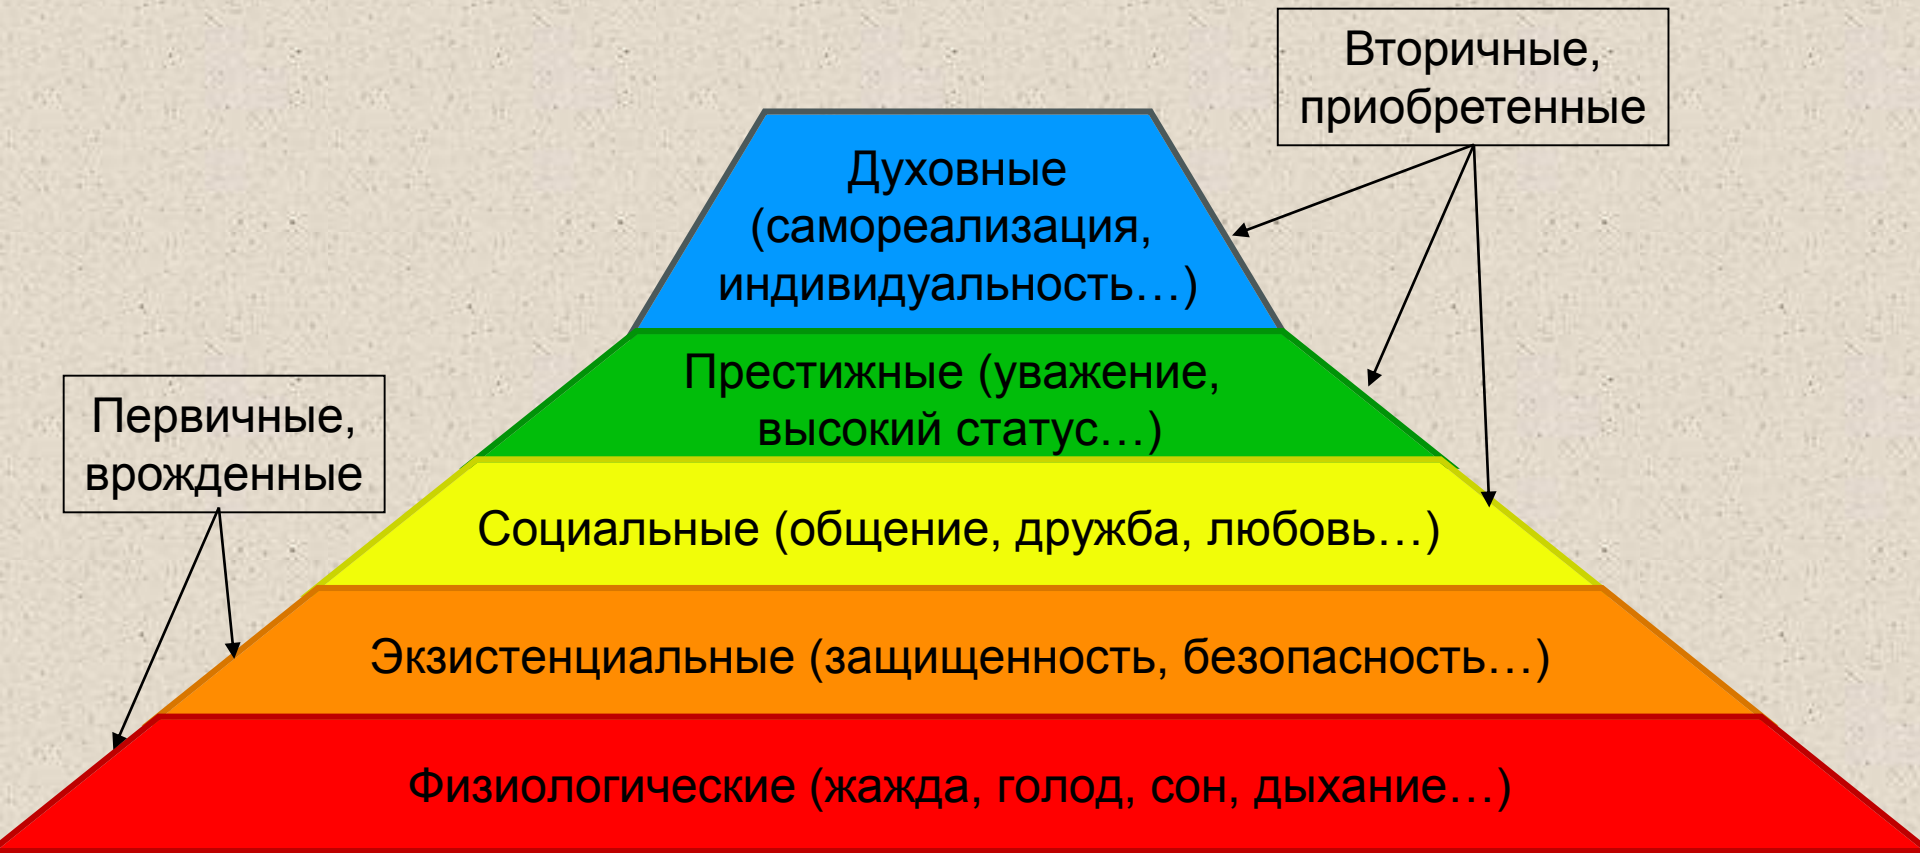 Вторичные,
приобретенные
Духовные
(самореализация,
индивидуальность…)
Престижные (уважение,
высокий статус…)
Первичные,
врожденные
Социальные (общение, дружба, любовь…)
Экзистенциальные (защищенность, безопасность…)
Физиологические (жажда, голод, сон, дыхание…)